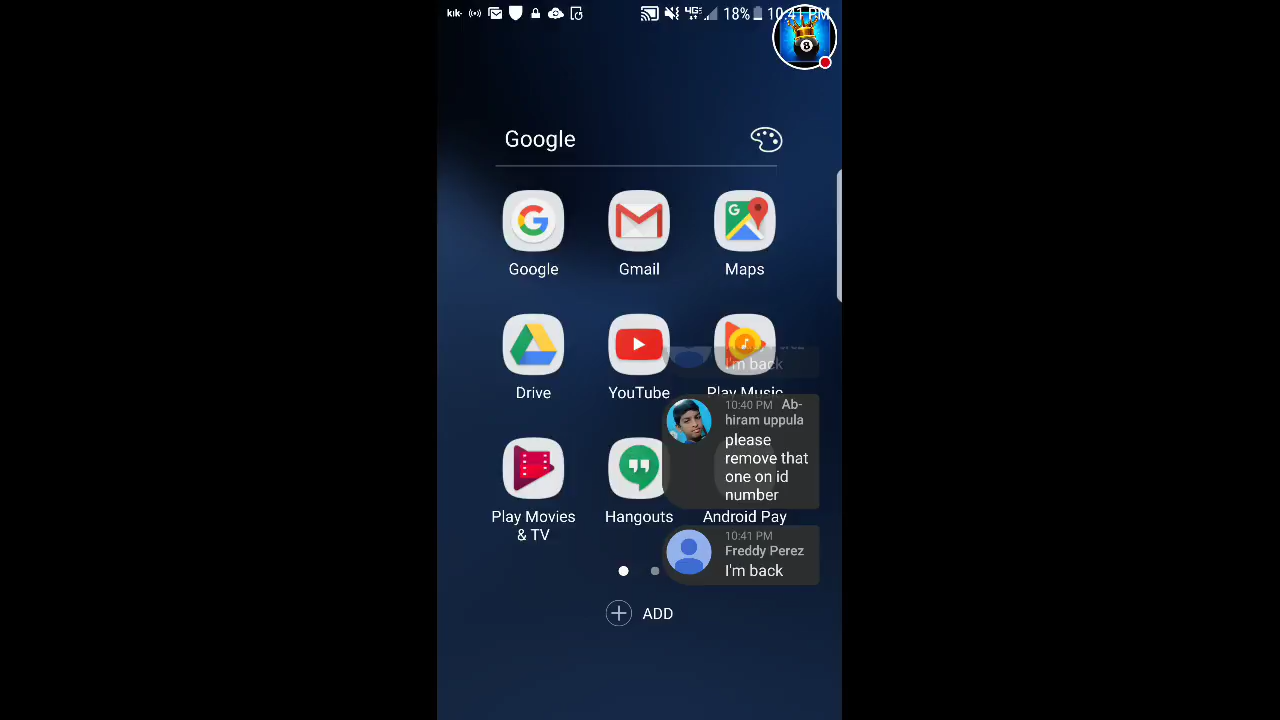 kik· 4G 18% 10:41 PM
8
Google
G
Google Gmail Maps
I'm back
Drive YouTube Play Music
10:40 PM Ab-
hiram uppula
please
remove that
one on id
number
Play Movies
& TV
Hangouts Android Pay
10:41 PM
Freddy Perez
I'm back
ADD